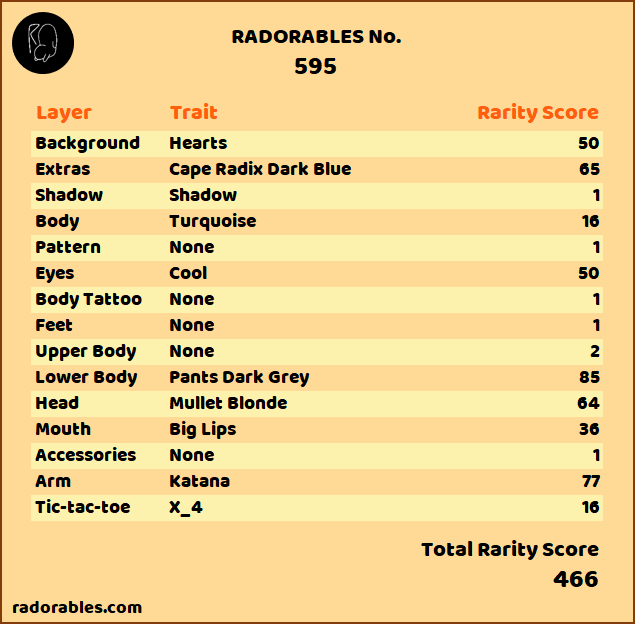 RADORABLES No.
595
Layer Trait Rarity Score
Background Hearts 50
Extras Cape Radix Dark Blue 65
Shadow Shadow 1
Body Turquoise 16
Pattern None 1
Eyes Cool 50
Body Tattoo None 1
Feet None 1
Upper Body None 2
Lower Body Pants Dark Grey 85
Head Mullet Blonde 64
Mouth Big Lips 36
Accessories None 1
Arm Katana 77
Tic-tac-toe X_4 16
Total Rarity Score
466
radorables.com